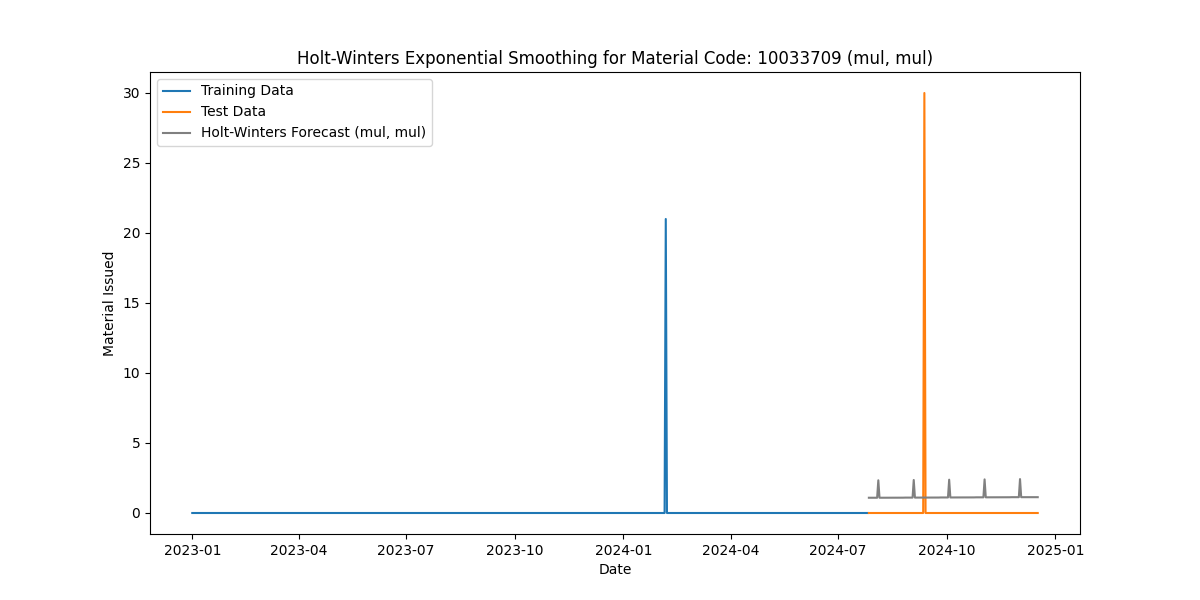 Holt-Winters Exponential Smoothing for Material Code: 10033709 (mul, mul)
Training Data
Test Data
Holt-Winters Forecast (mul, mul)
Material Issued
30
25
20
15
10
5
0
2023-01
2023-04
2023-07
2023-10
2024-01
2024-04
2024-07
2024-10
2025-01
Date